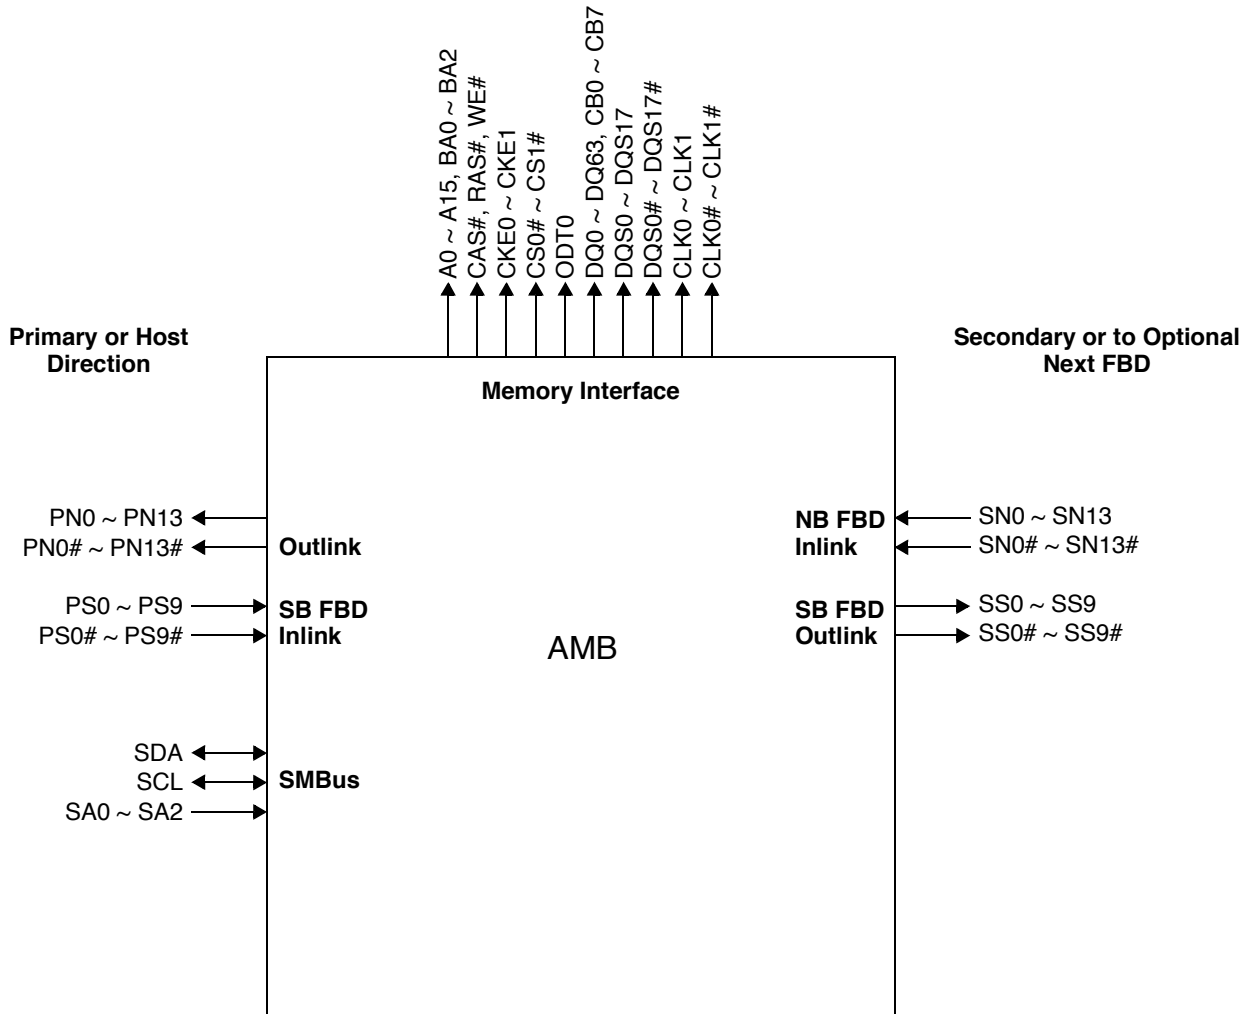 A0 ~ A15, BA0 ~ BA2
CAS#, RAS#, WE#
CKE0 ~ CKE1
CS0# ~ CS1#
ODT0
DQ0 ~ DQ63, CB0 ~ CB7
DQS0 ~ DQS17
DQS0# ~ DQS17#
CLK0 ~ CLK1
CLK0# ~ CLK1#
Primary or Host
Direction
Secondary or to Optional
Next FBD
Memory Interface
PN0 ~ PN13
PN0# ~ PN13#
Outlink
NB FBD
Inlink
SN0 ~ SN13
SN0# ~ SN13#
PS0 ~ PS9
PS0# ~ PS9#
SB FBD
Inlink
SB FBD
Outlink
SS0 ~ SS9
SS0# ~ SS9#
AMB
SDA
SCL
SA0 ~ SA2
SMBus